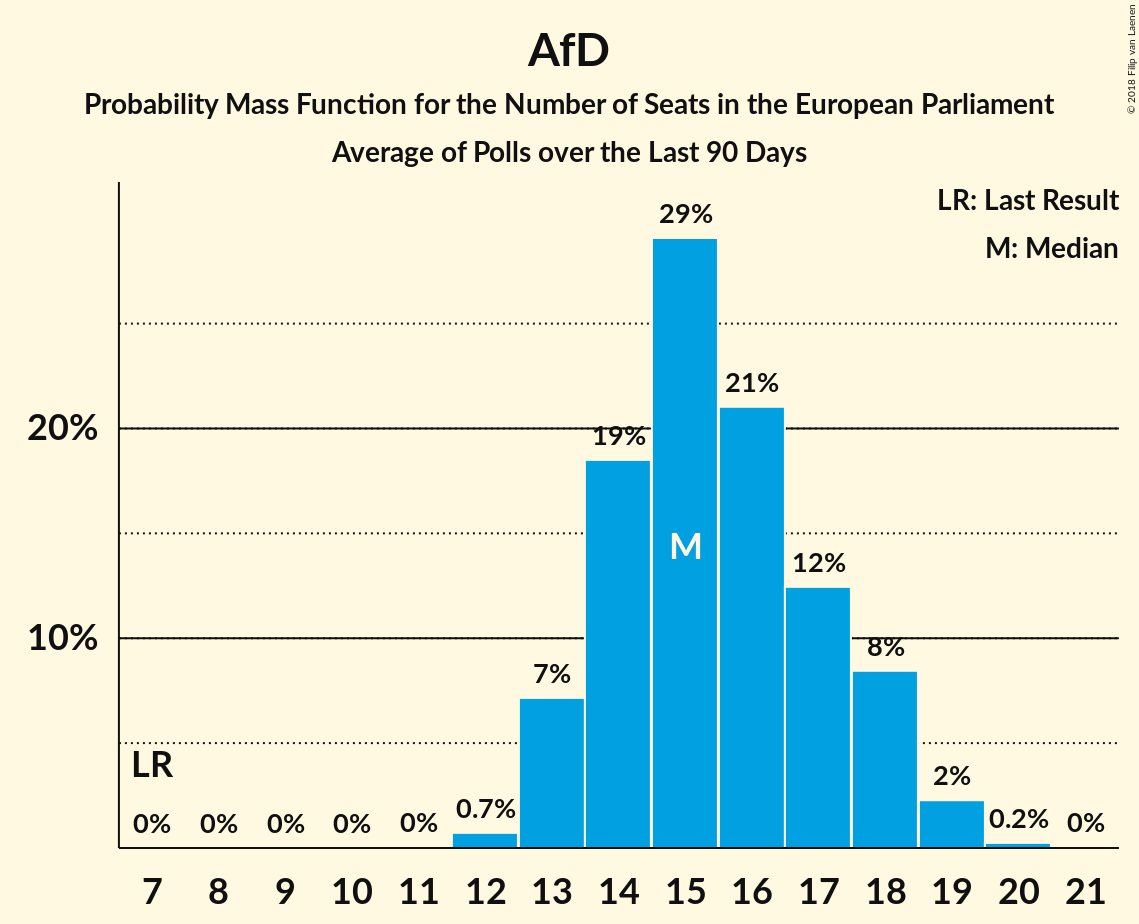 AfD
Probability Mass Function for the Number of Seats in the European Parliament
Average of Polls over the Last 90 Days
© 2018 Filip van Laenen
LR: Last Result
M: Median
29%
21%
20%
19%
M
12%
10%
8%
7%
LR
2%
0.7%
0.2%
0% 0% 0% 0% 0% 0%
7 8 9 10 11 12 13 14 15 16 17 18 19 20 21